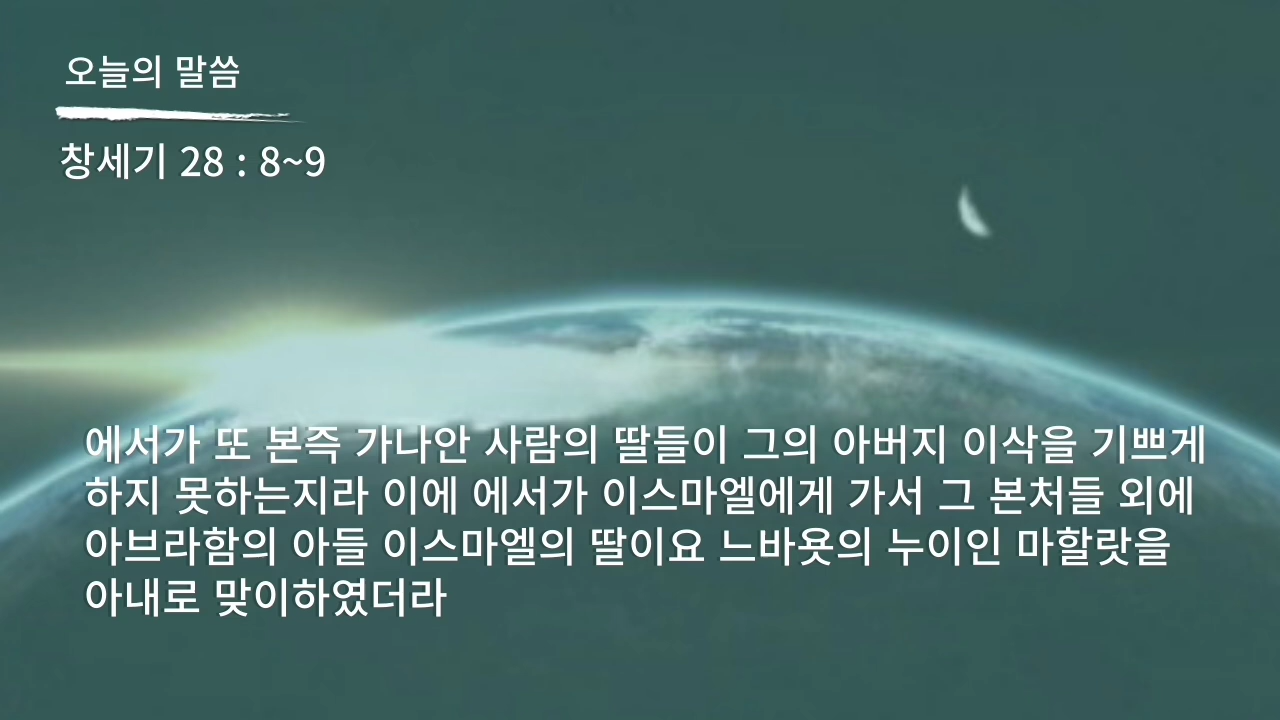 오늘의 말씀
창세기 28 : 8~9
에서가 또 본즉 가나안 사람의 딸들이 그의 아버지 이삭을 기쁘게
하지 못하는지라 이에 에서가 이스마엘에게 가서 그 본처들 외에
아브라함의 아들 이스마엘의 딸이요 느바욧의 누이인 마할랏을
아내로 맞이하였더라